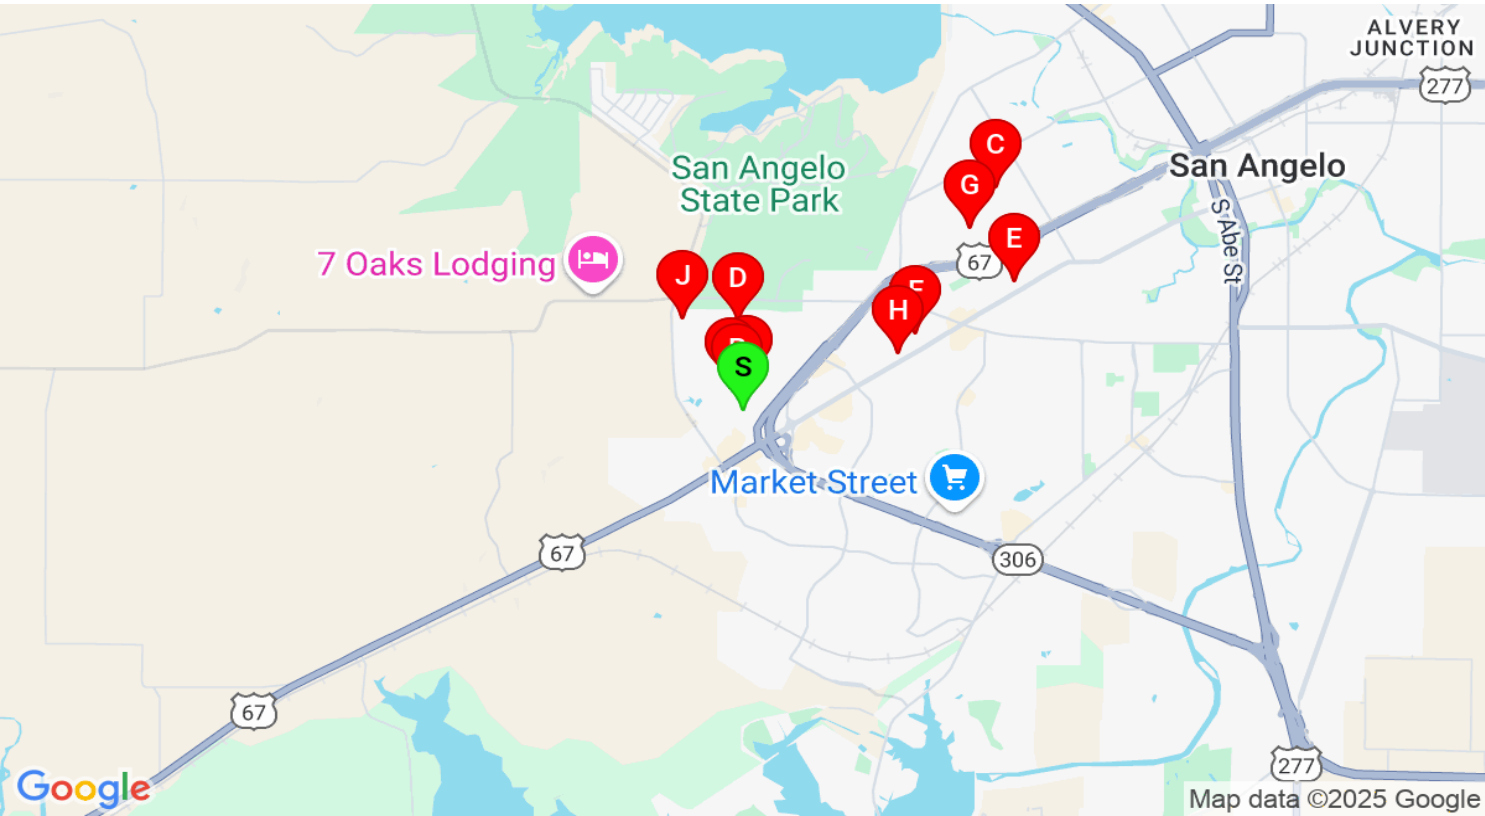 ALVERY
JUNCTION
277
C
San Angelo
State Park
San Angelo
G
S Abe St
E
67
7 Oaks Lodging
J
D
H
S
Market Street
67
306
67
277
Google
Map data ©2025 Google